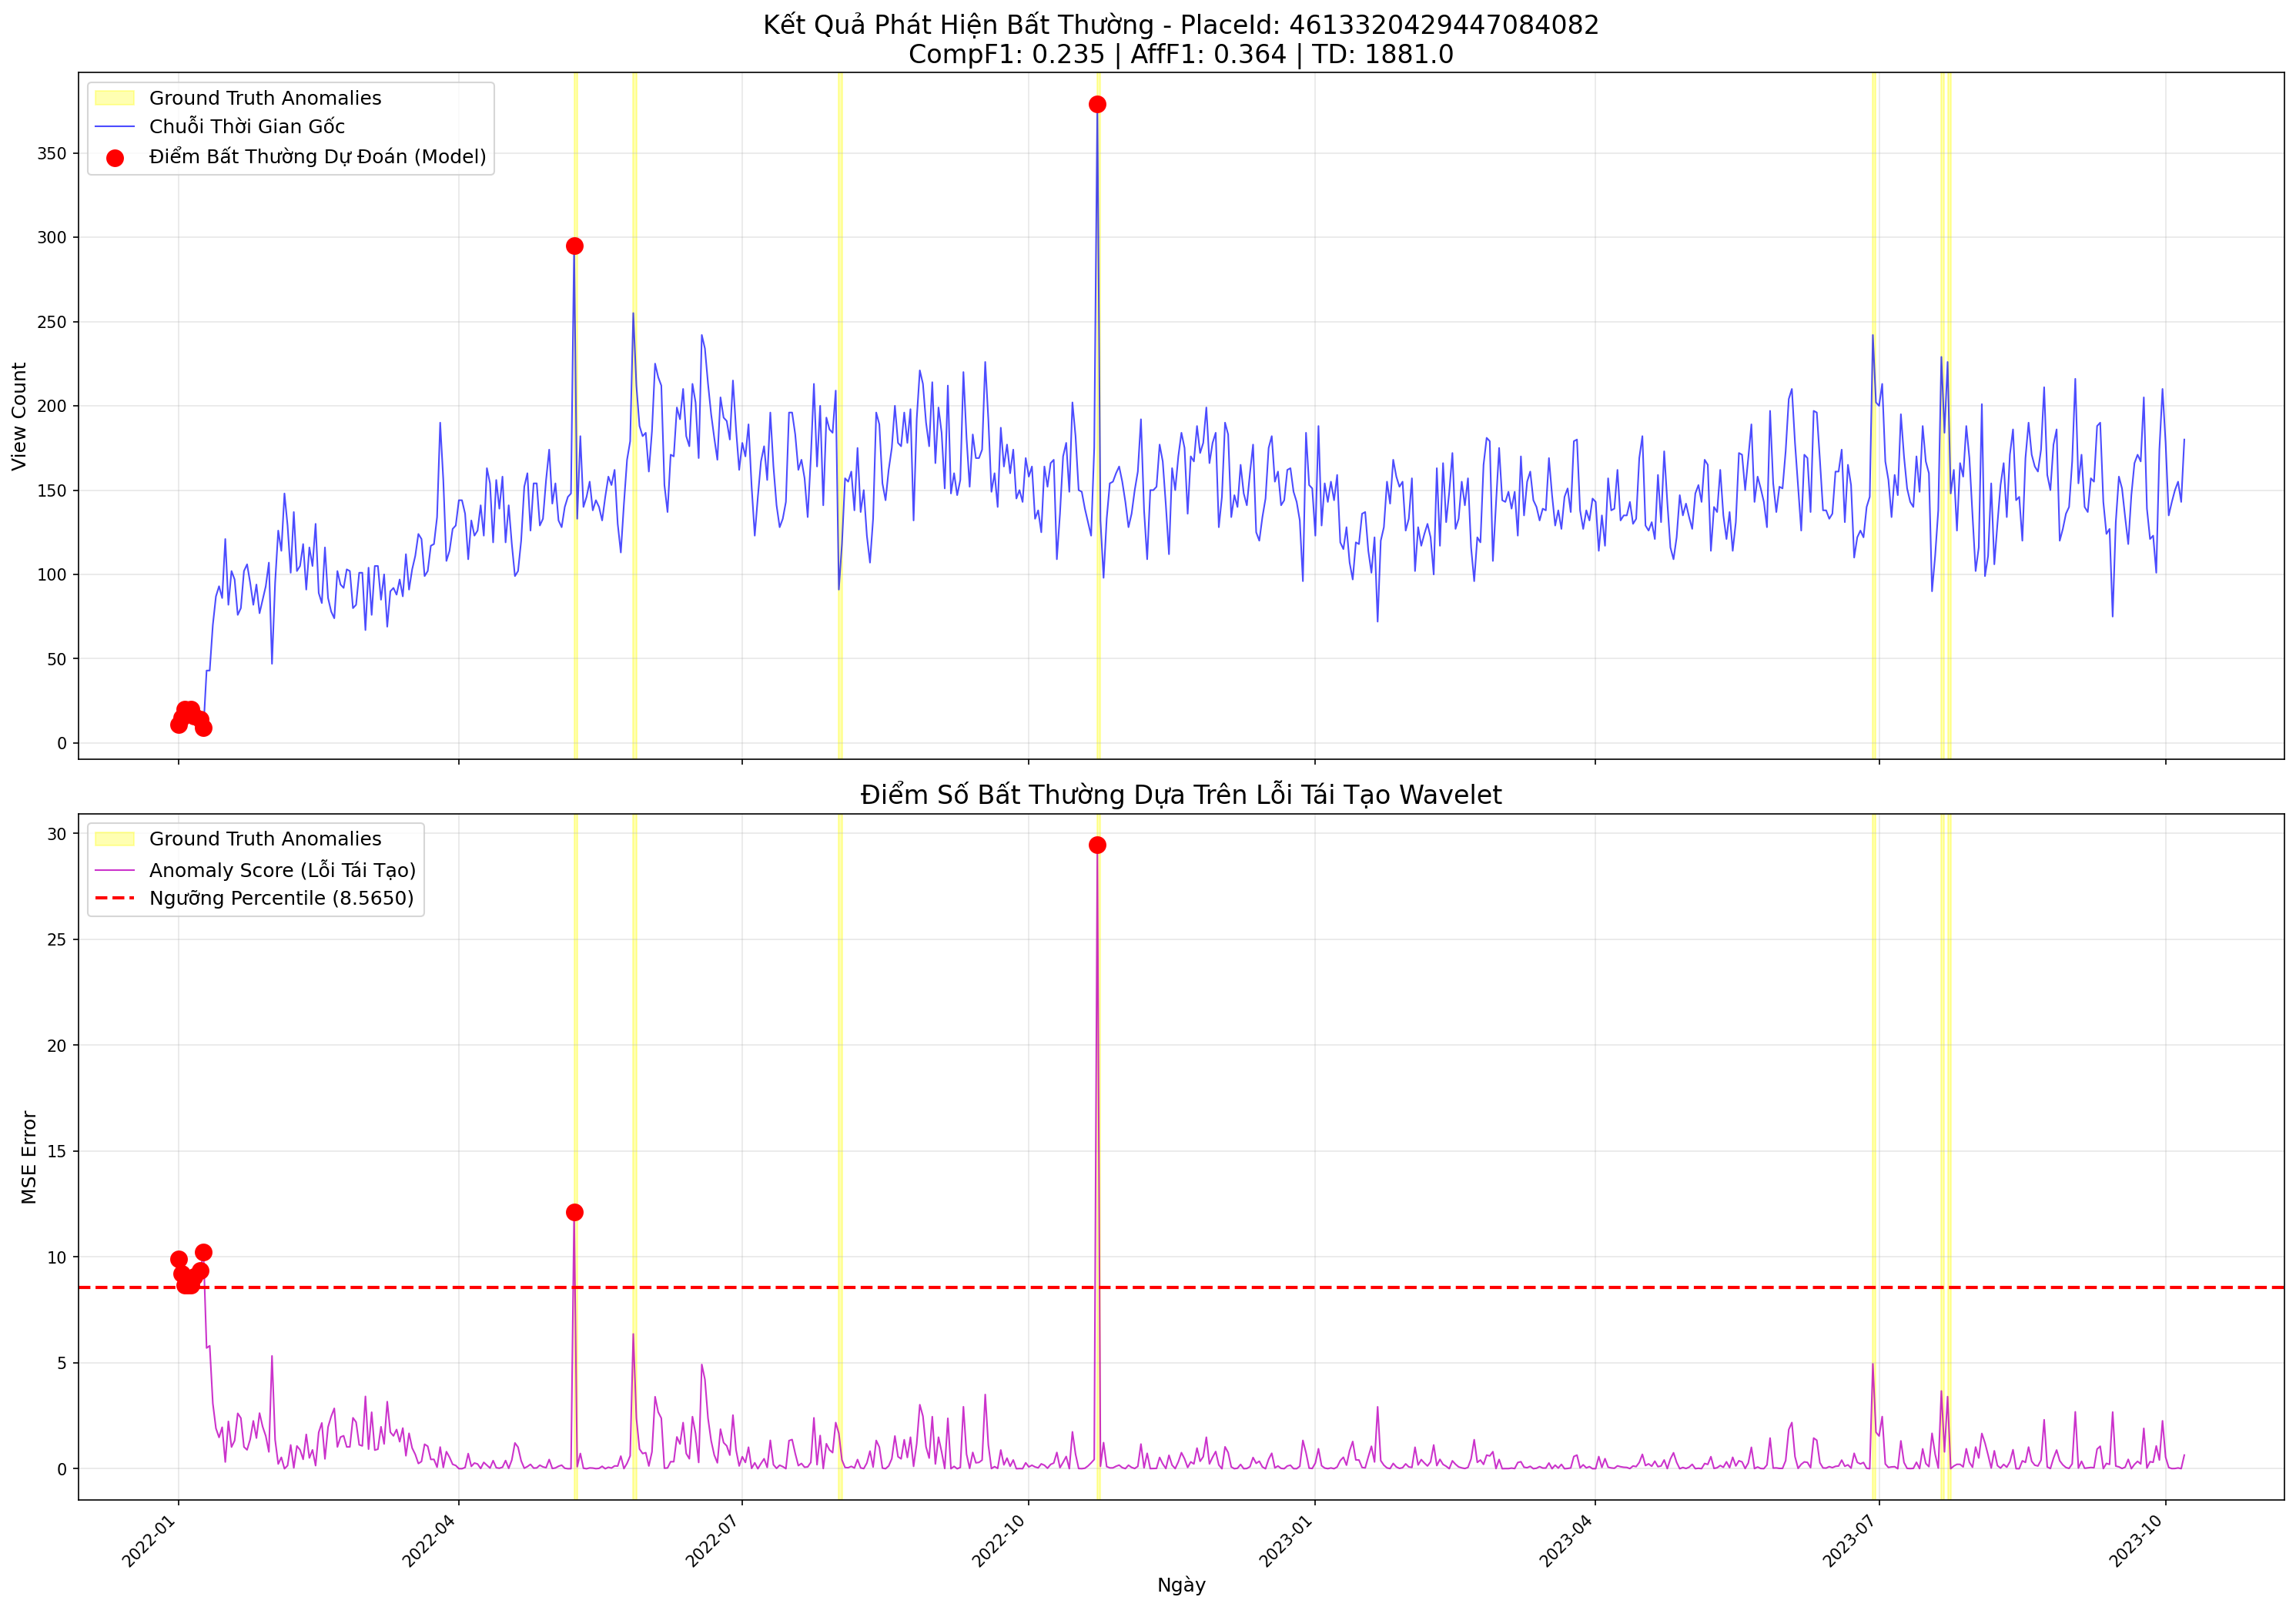 Kết Quả Phát Hiện Bất Thường - PlaceId: 4613320429447084082
CompF1: 0.235 | AffF1: 0.364 | TD: 1881.0
Ground Truth Anomalies
Chuỗi Thời Gian Gốc
Điểm Bất Thường Dự Đoán (Model)
350
300
250
200
150
100
50
0
View Count
Điểm Số Bất Thường Dựa Trên Lỗi Tái Tạo Wavelet
Ground Truth Anomalies
Anomaly Score (Lỗi Tái Tạo)
Ngưỡng Percentile (8.5650)
30
25
20
15
10
5
0
MSE Error
2022-01
2022-04
2022-07
2022-10
2023-01
2023-04
2023-07
2023-10
Ngày